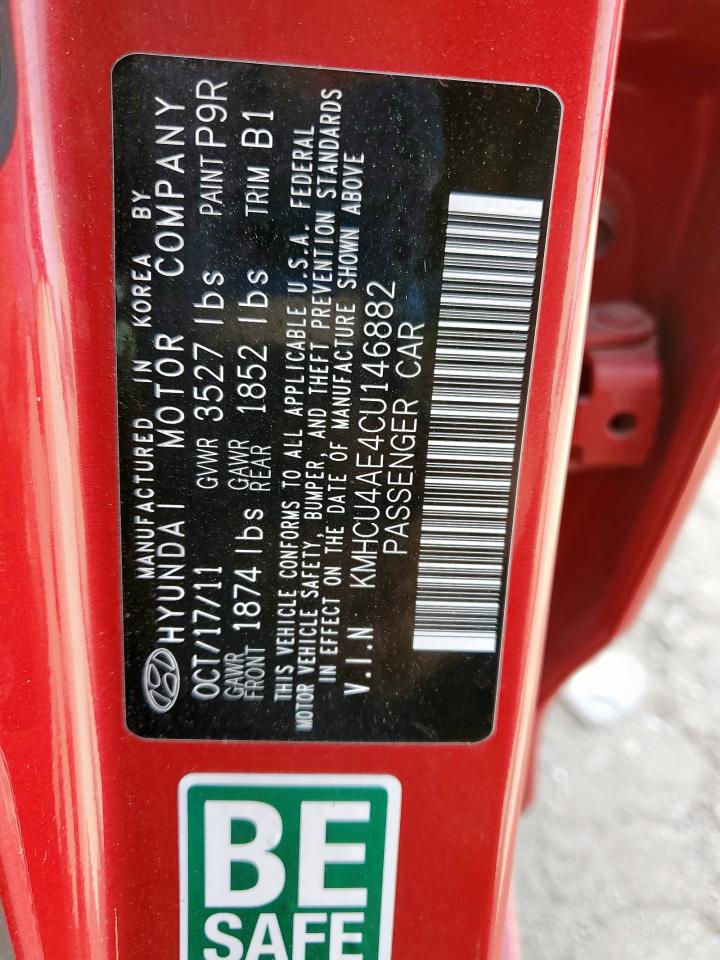 MANUFACTURED IN KOREA BY
HYUNDAI MOTOR COMPANY
OCT/17/11 GVWR 3527 lbs PAINT P9R
GAWR FRONT 1874 lbs GAWR REAR 1852 lbs TRIM B1
THIS VEHICLE CONFORMS TO ALL APPLICABLE U.S.A. FEDERAL
MOTOR VEHICLE SAFETY, BUMPER, AND THEFT PREVENTION STANDARDS
IN EFFECT ON THE DATE OF MANUFACTURE SHOWN ABOVE
V.I.N KMHCU4AE4CU146882
PASSENGER CAR
BE
SAFE